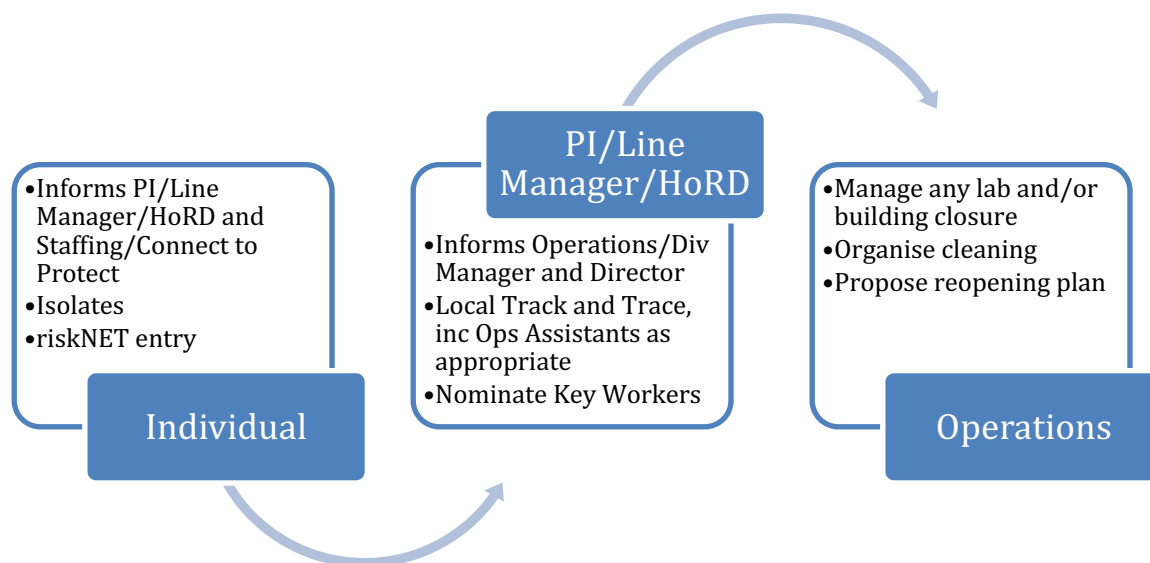 •Informs PI/Line
Manager/HoRD and
Staffing/Connect to
Protect
•Isolates
•riskNET entry
Individual
PI/Line
Manager/HoRD
•Informs Operations/Div
Manager and Director
•Local Track and Trace,
inc Ops Assistants as
appropriate
•Nominate Key Workers
•Manage any lab and/or
building closure
•Organise cleaning
•Propose reopening plan
Operations